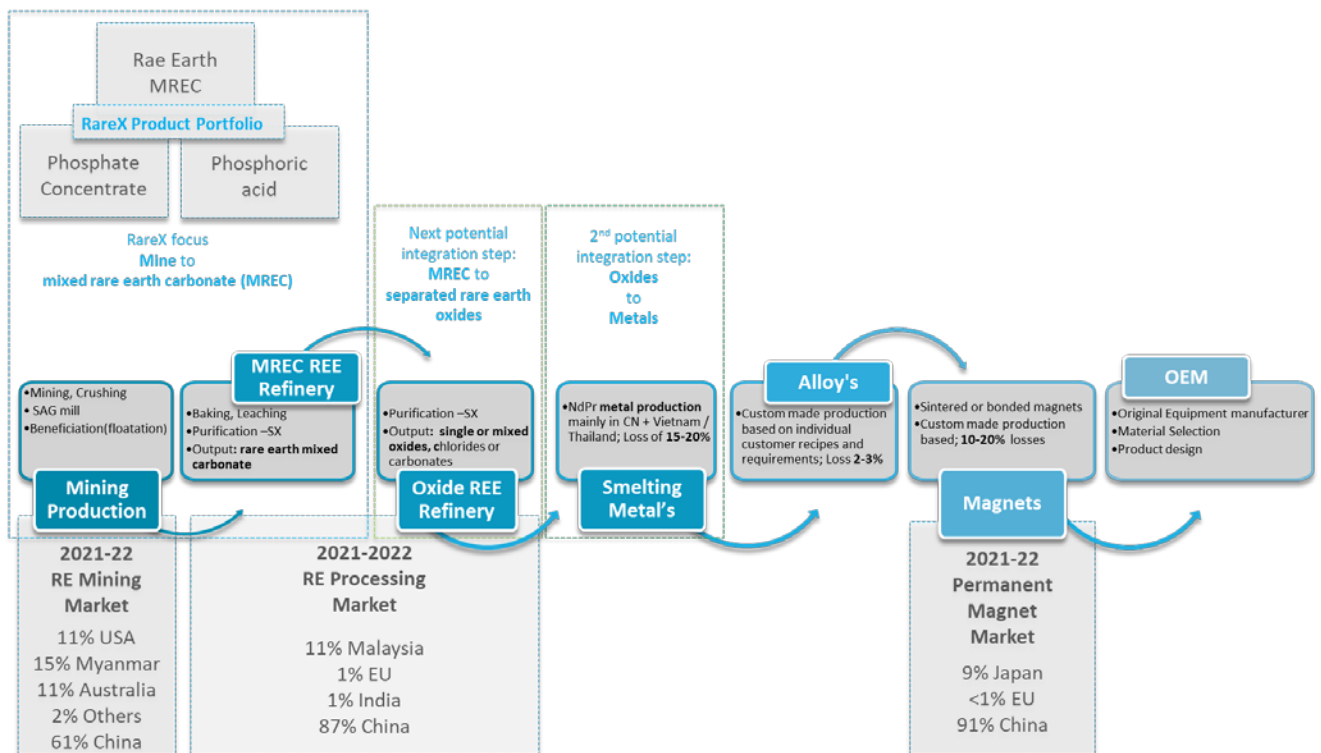 Rae Earth
MREC
RareX Product Portfolio
Phosphate
Concentrate
Phosphoric
acid
RareX focus
Mine to
mixed rare earth carbonate (MREC)
Next potential
integration step:
MREC to
separated rare earth
oxides
2nd potential
integration step:
Oxides
to
Metals
•Mining, Crushing
• SAG mill
•Beneficiation(floatation)
Mining
Production
MREC REE
Refinery
•Baking, Leaching
•Purification –SX
•Output: rare earth mixed
carbonate
•Purification –SX
•Output: single or mixed
oxides, chlorides or
carbonates
Oxide REE
Refinery
•NdPr metal production
mainly in CN + Vietnam /
Thailand; Loss of 15-20%
Smelting
Metal's
Alloy's
•Custom made production
based on individual
customer recipes and
requirements; Loss 2-3%
•Sintered or bonded magnets
•Custom made production
based; 10-20% losses
Magnets
OEM
•Original Equipment manufacturer
•Material Selection
•Product design
2021-22
RE Mining
Market
11% USA
15% Myanmar
11% Australia
2% Others
61% China
2021-2022
RE Processing
Market
11% Malaysia
1% EU
1% India
87% China
2021-22
Permanent
Magnet
Market
9% Japan
<1% EU
91% China